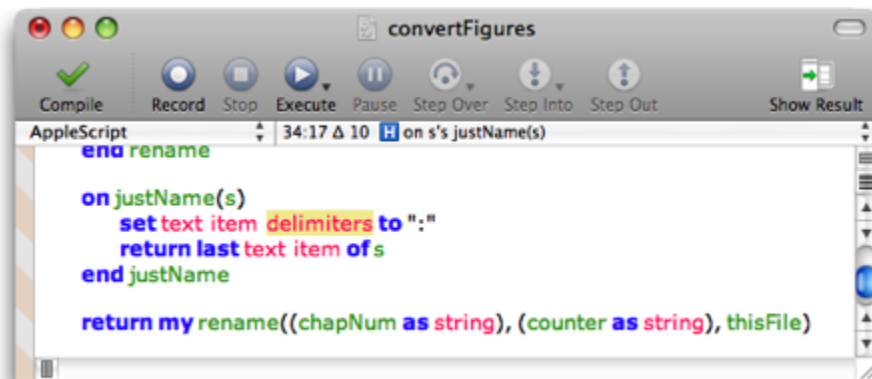 convertFigures
Compile Record Stop Execute Pause Step Over Step Into Step Out Show Result
AppleScript 34:17 Δ 10 H on s's justName(s)
end rename
on justName(s)
set text item delimiters to ":"
return last text item of s
end justName
return my rename((chapNum as string), (counter as string), thisFile)